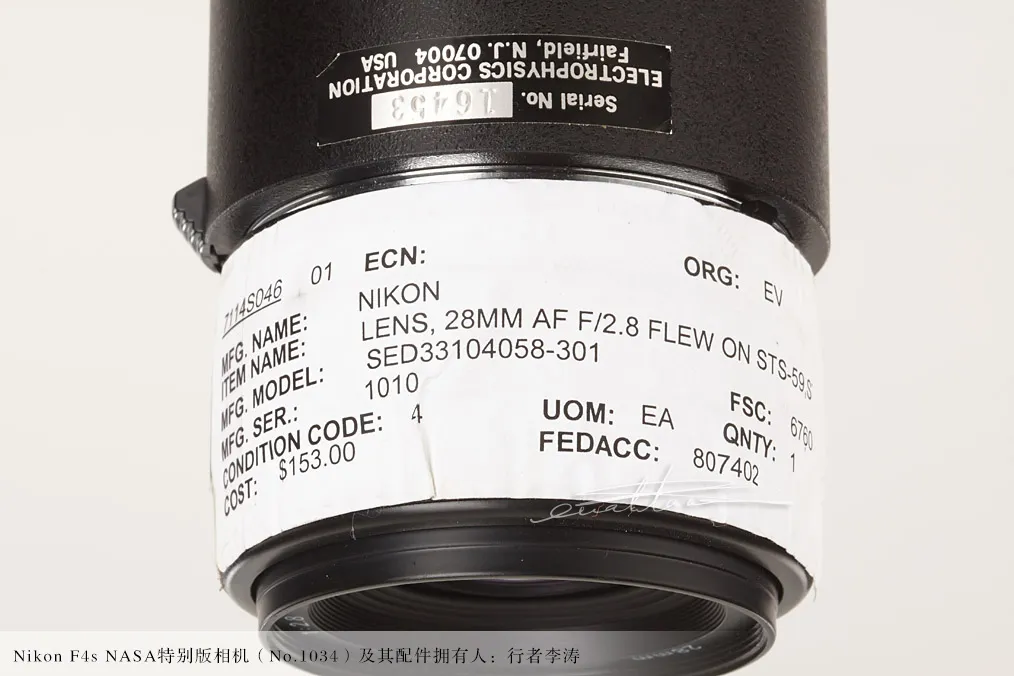 Serial No. 16453
ELECTROPHYSICS CORPORATION
Fairfield, N.J. 07004 USA
7114S046 01 ECN: ORG: EV
MFG. NAME: NIKON
ITEM NAME: LENS, 28MM AF F/2.8 FLEW ON STS-59,S
MFG. MODEL: SED33104058-301
MFG. SER.: 1010 UOM: EA FSC: 6760
CONDITION CODE: 4 FEDACC: 807402 QNTY: 1
COST: $153.00
28mm
Nikon F4s NASA特别版相机（No.1034）及其配件拥有人：行者李涛